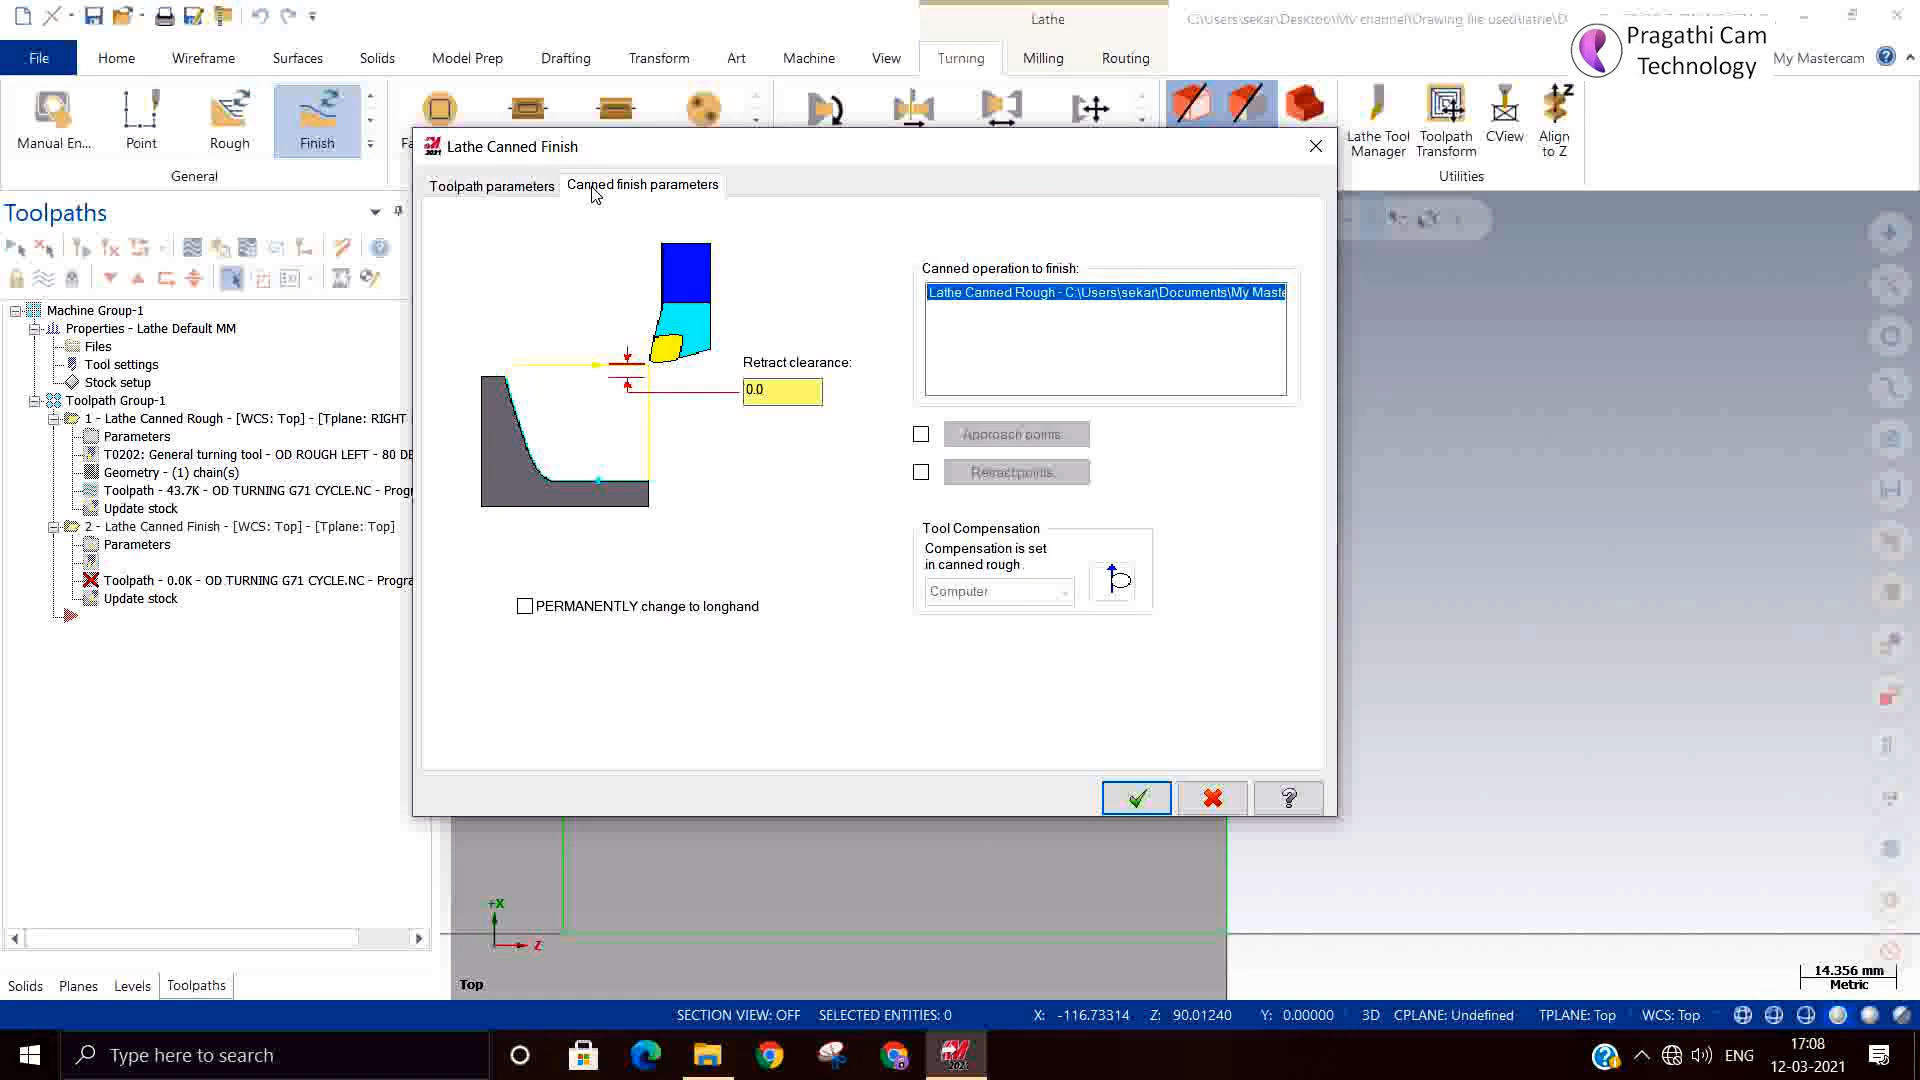 Lathe
C:\Users\sekar\Desktop\My channel\Drawing file used\lathe\D
Pragathi Cam
Technology
File
Home
Wireframe
Surfaces
Solids
Model Prep
Drafting
Transform
Art
Machine
View
Turning
Milling
Routing
My Mastercam
Manual En...
Point
Rough
Finish
General
Lathe Tool
Manager
Toolpath
Transform
CView
Align
to Z
Utilities
Toolpaths
Machine Group-1
Properties - Lathe Default MM
Files
Tool settings
Stock setup
Toolpath Group-1
1 - Lathe Canned Rough - [WCS: Top] - [Tplane: RIGHT
Parameters
T0202: General turning tool - OD ROUGH LEFT - 80 DE
Geometry - (1) chain(s)
Toolpath - 43.7K - OD TURNING G71 CYCLE.NC - Progr
Update stock
2 - Lathe Canned Finish - [WCS: Top] - [Tplane: Top]
Parameters
Toolpath - 0.0K - OD TURNING G71 CYCLE.NC - Progra
Update stock
Lathe Canned Finish
Toolpath parameters
Canned finish parameters
Retract clearance:
0.0
Canned operation to finish:
Lathe Canned Rough - C:\Users\sekar\Documents\My Maste
Approach points.
Retract points.
Tool Compensation
Compensation is set
in canned rough.
Computer
PERMANENTLY change to longhand
+X
Z
Top
14.356 mm
Metric
Solids
Planes
Levels
Toolpaths
SECTION VIEW: OFF
SELECTED ENTITIES: 0
X: -116.73314
Z: 90.01240
Y: 0.00000
3D
CPLANE: Undefined
TPLANE: Top
WCS: Top
Type here to search
2021
ENG
17:08
12-03-2021